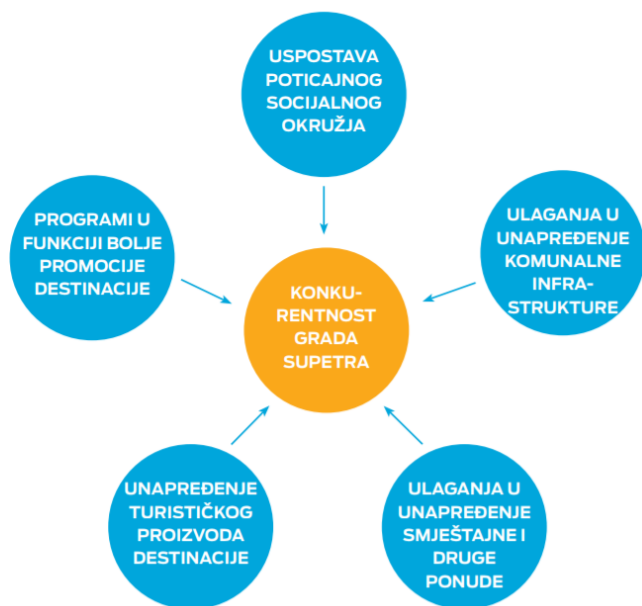 USPOSTAVA
POTICAJNOG
SOCIJALNOG
OKRUŽJA
PROGRAMI U
FUNKCIJI BOLJE
PROMOCIJE
DESTINACIJE
ULAGANJA U
UNAPREĐENJE
KOMUNALNE
INFRA-
STRUKTURE
KONKU-
RENTNOST
GRADA
SUPETRA
UNAPREĐENJE
TURISTIČKOG
PROIZVODA
DESTINACIJE
ULAGANJA U
UNAPREĐENJE
SMJEŠTAJNE I
DRUGE
PONUDE